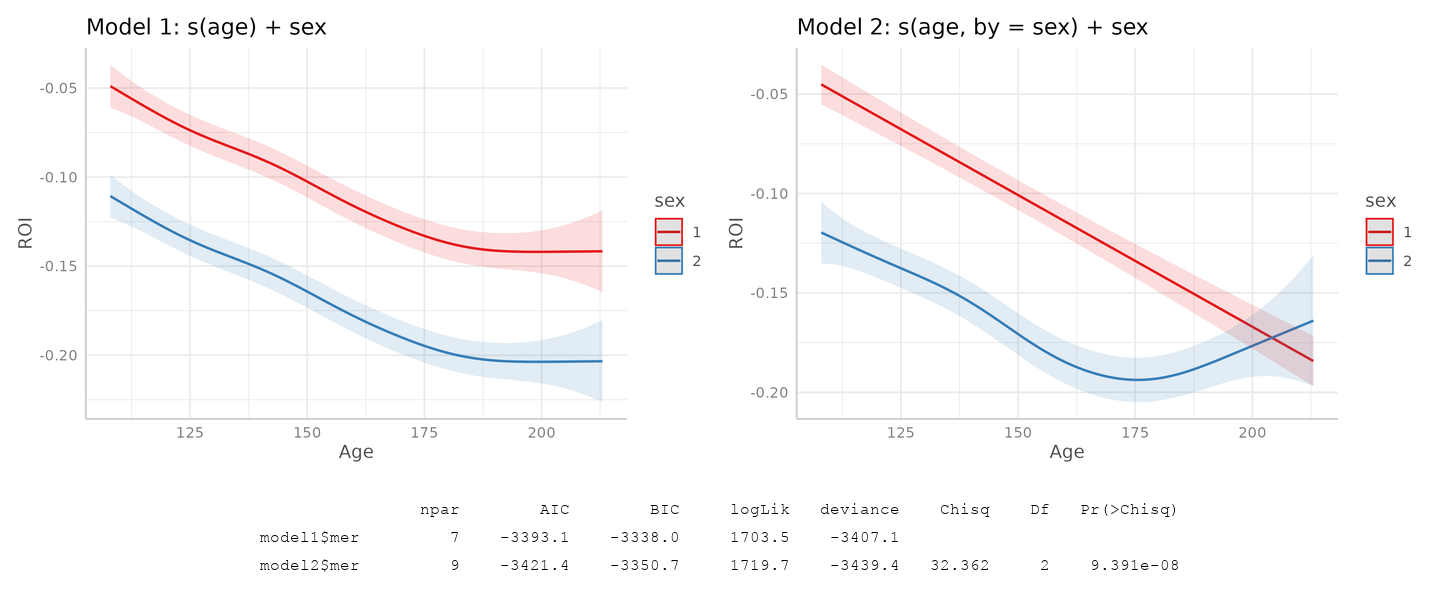 Model 1: s(age) + sex
-0.05
-0.10
-0.15
-0.20
ROI
125 150 175 200
Age
sex
1
2
Model 2: s(age, by = sex) + sex
-0.05
-0.10
-0.15
-0.20
ROI
125 150 175 200
Age
sex
1
2
npar AIC BIC logLik deviance Chisq Df Pr(>Chisq)
model1$mer 7 -3393.1 -3338.0 1703.5 -3407.1
model2$mer 9 -3421.4 -3350.7 1719.7 -3439.4 32.362 2 9.391e-08